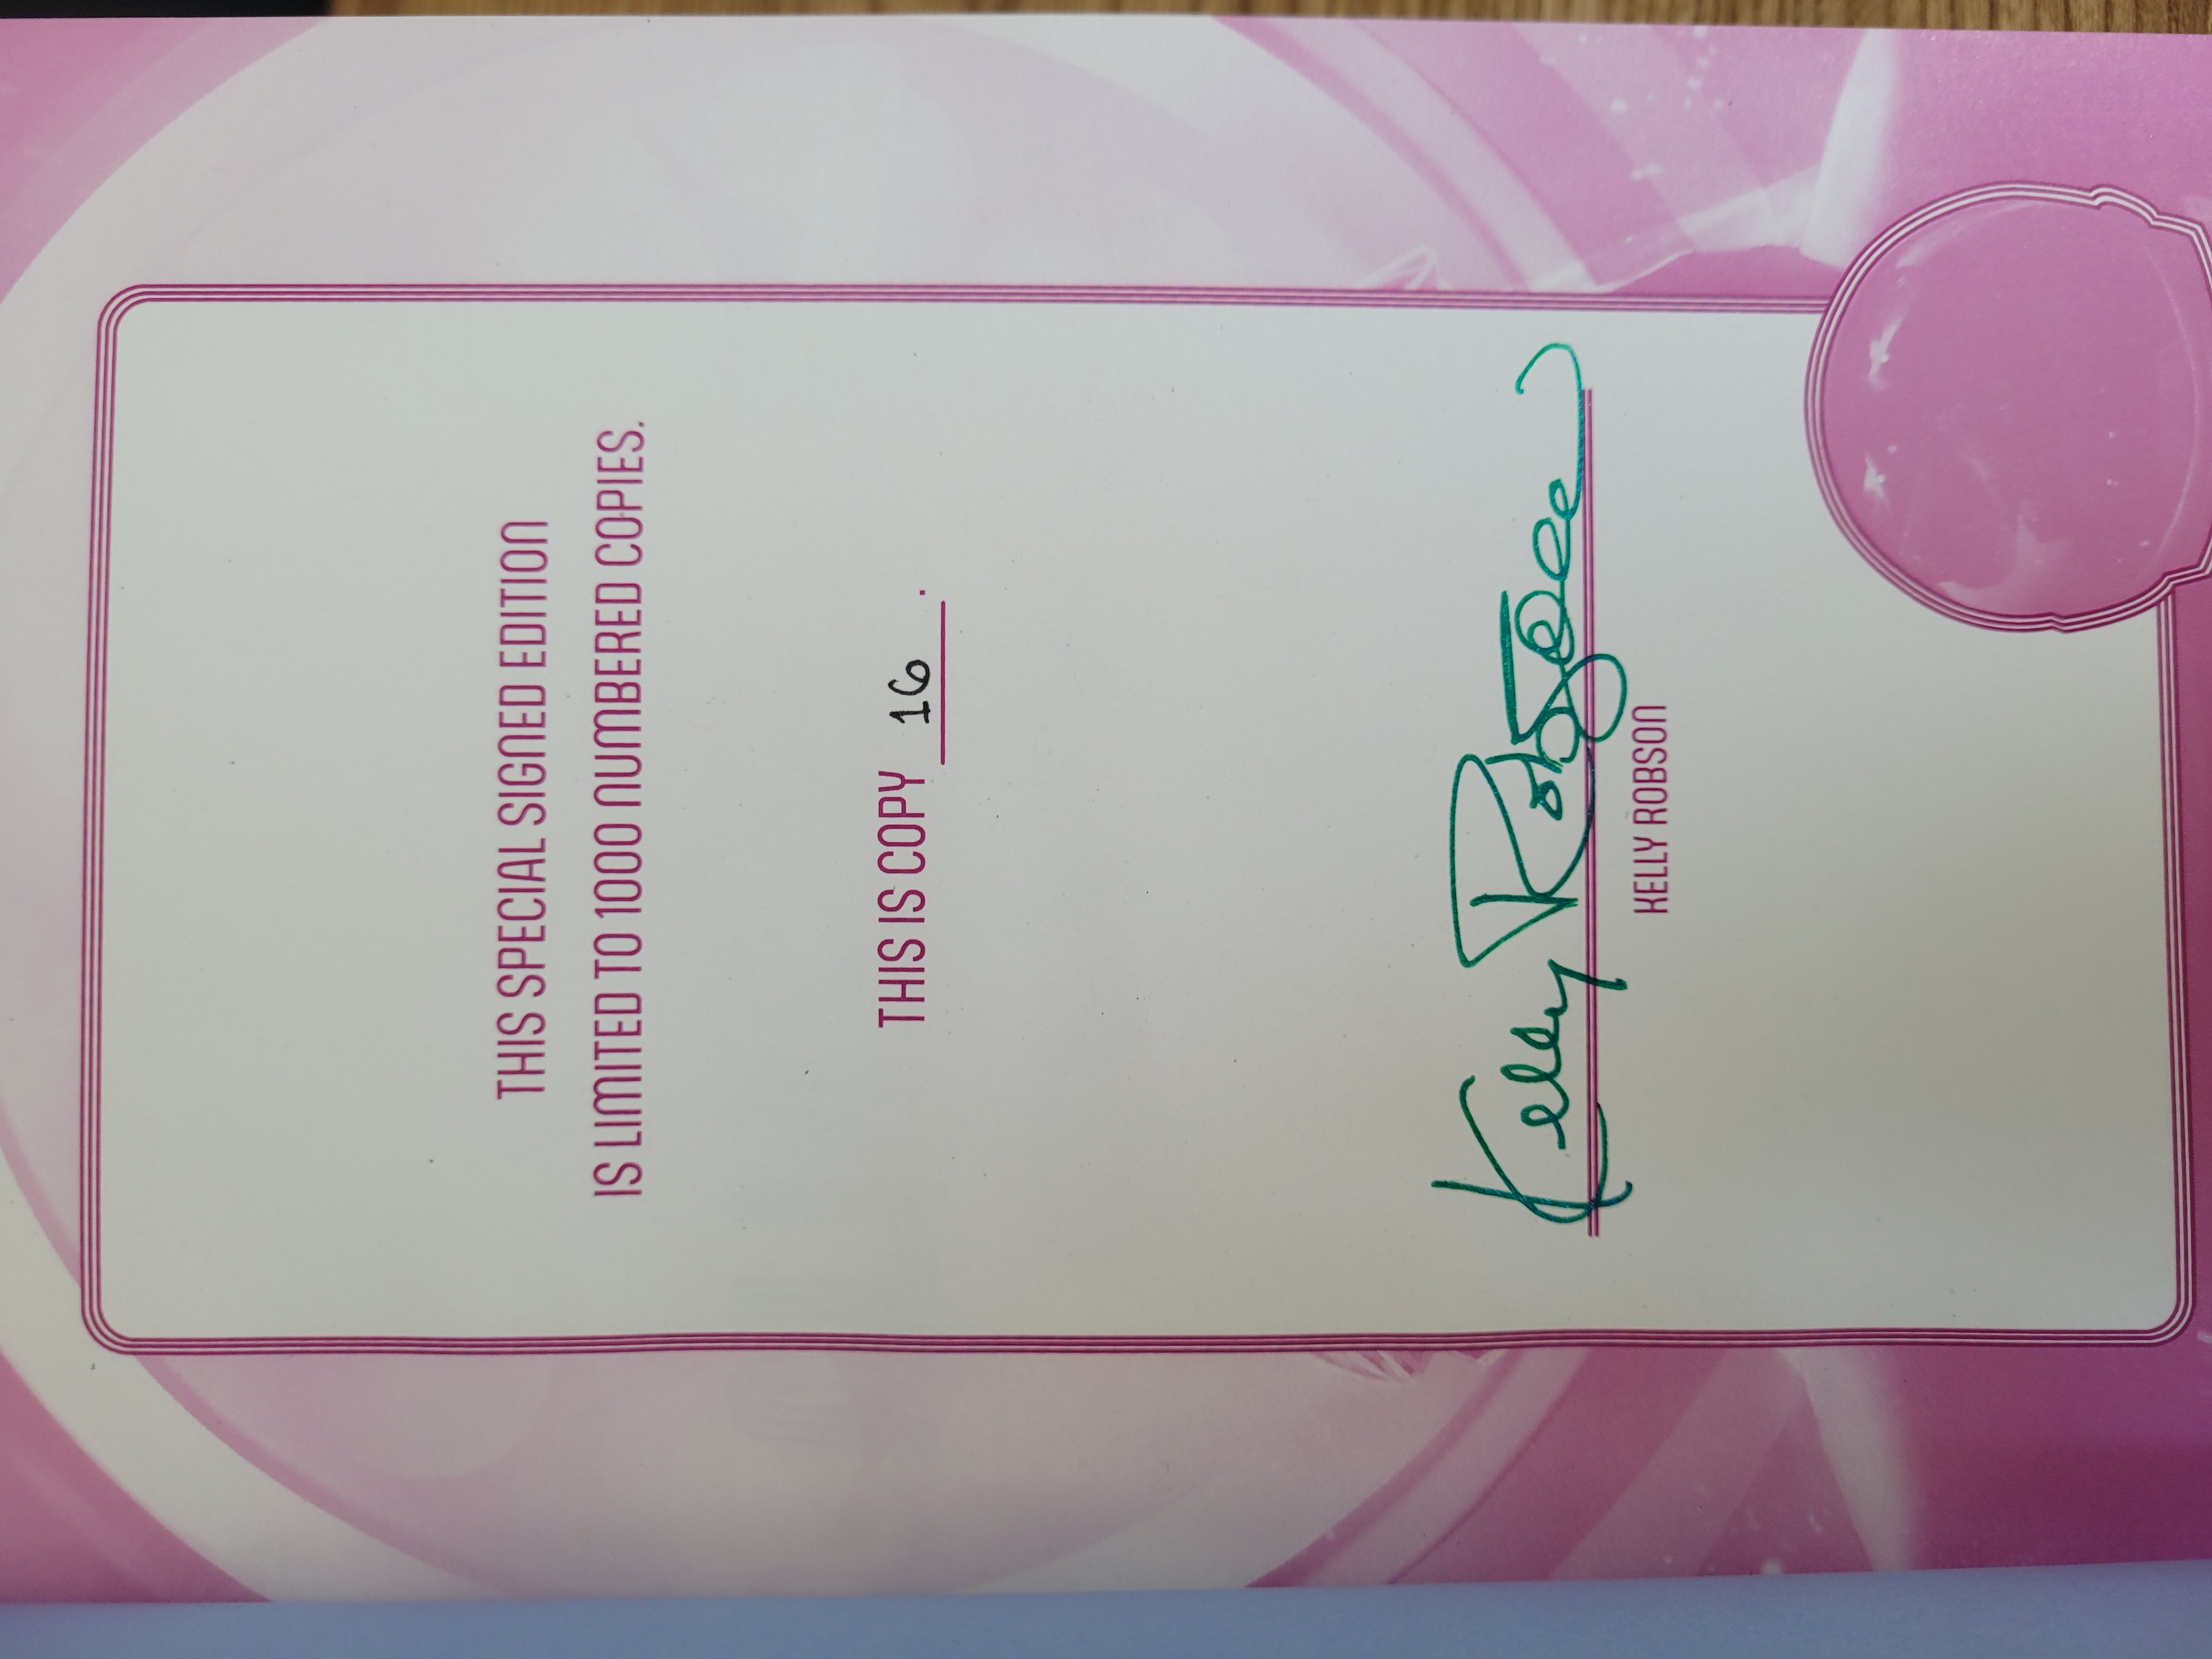 THIS SPECIAL SIGNED EDITION
IS LIMITED TO 1000 NUMBERED COPIES.
THIS IS COPY 16.
Kelly Robson
KELLY ROBSON